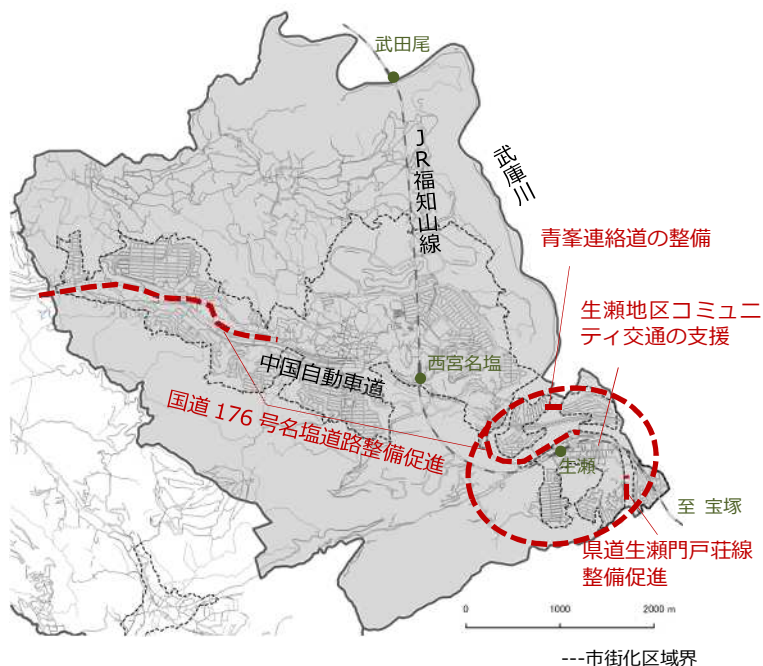 武田尾
JR福知山線
武庫川
青峯連絡道の整備
生瀬地区コミュニ
ティ交通の支援
西宮名塩
中国自動車道
国道176号名塩道路整備促進
生瀬
至 宝塚
県道生瀬門戸荘線
整備促進
0 1000 2000 m
---市街化区域界